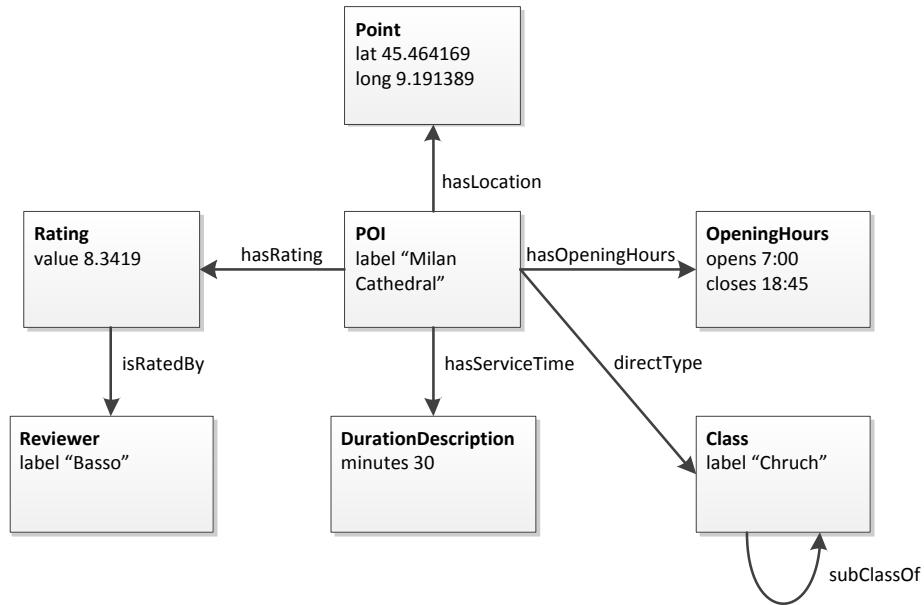 Point
lat 45.464169
long 9.191389
hasLocation
Rating
value 8.3419
hasRating
POI
label “Milan
Cathedral”
hasOpeningHours
OpeningHours
opens 7:00
closes 18:45
isRatedBy
hasServiceTime
directType
Reviewer
label “Basso”
DurationDescription
minutes 30
Class
label “Chruch”
subClassOf